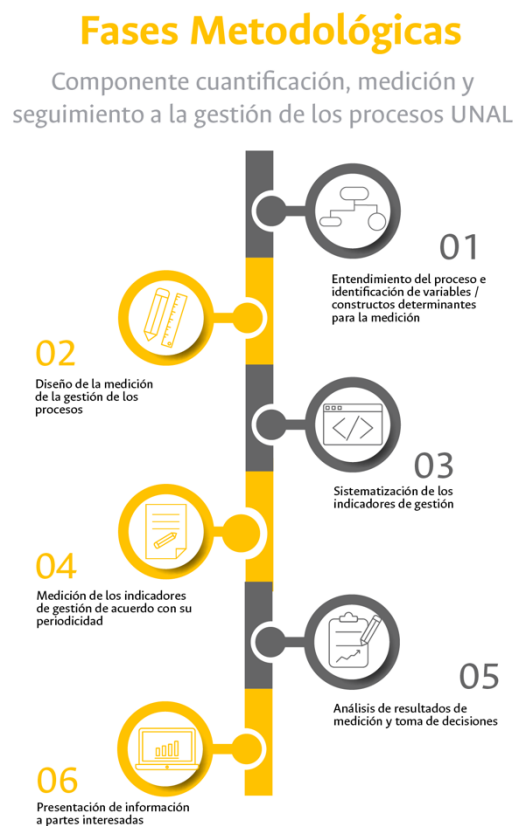 Fases Metodológicas
Componente cuantificación, medición y
seguimiento a la gestión de los procesos UNAL
01
Entendimiento del proceso e
identificación de variables /
constructos determinantes
para la medición
02
Diseño de la medición
de la gestión de los
procesos
</>
03
Sistematización de los
indicadores de gestión
04
Medición de los indicadores
de gestión de acuerdo con su
periodicidad
05
Análisis de resultados de
medición y toma de decisiones
06
Presentación de información
a partes interesadas